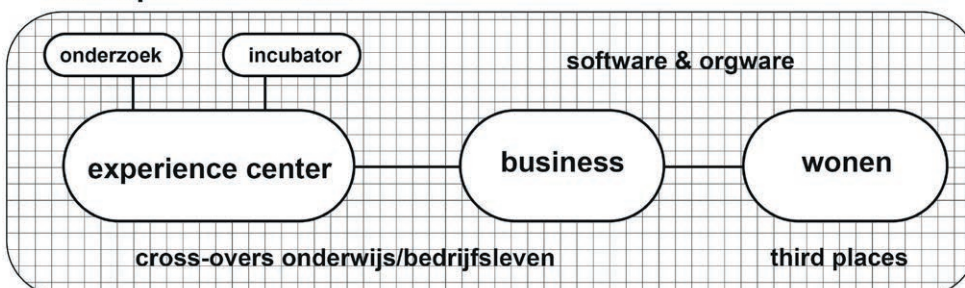 onderzoek
incubator
software & orgware
experience center
business
wonen
cross-overs onderwijs/bedrijfsleven
third places